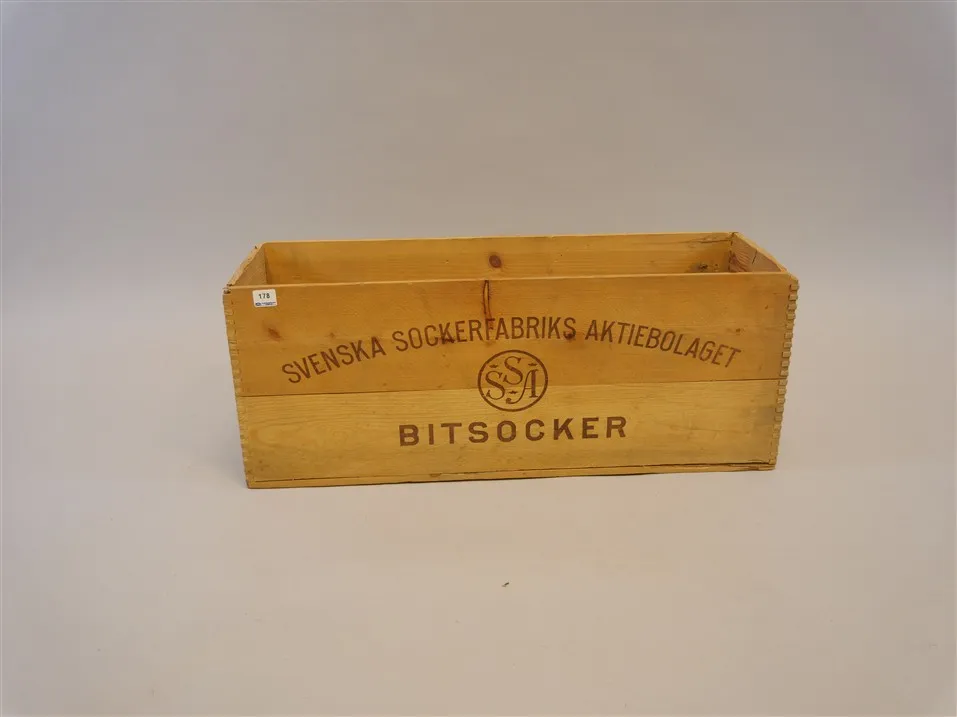 178
SVENSKA SOCKERFABRIKS AKTIEBOLAGET
SSA
BITSOCKER